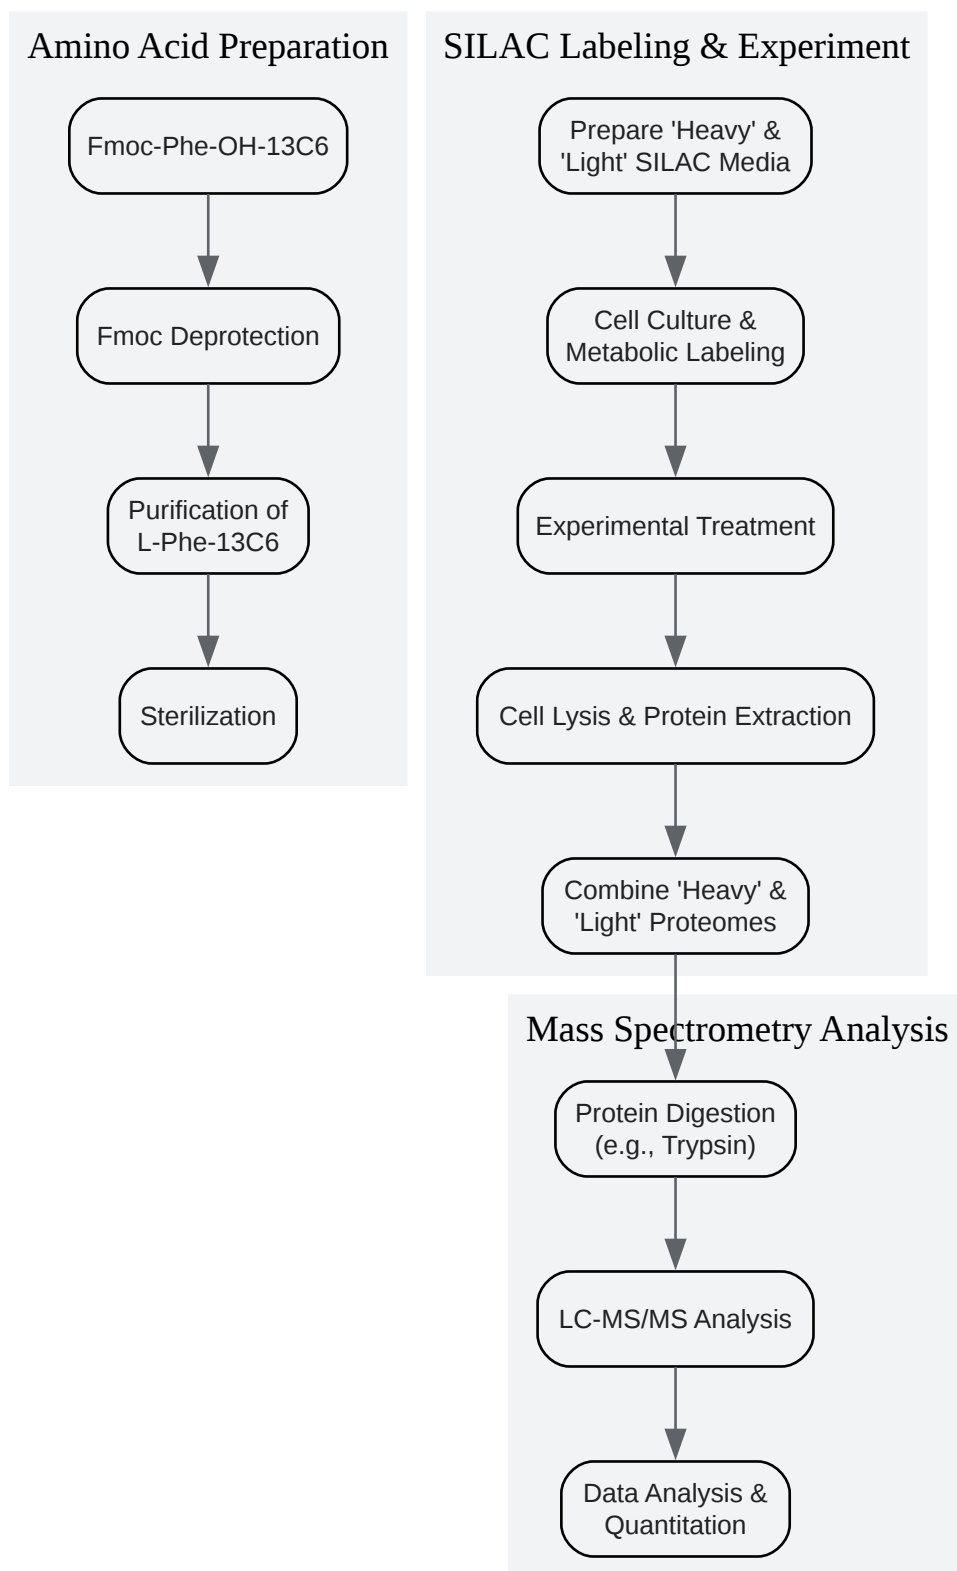 Amino Acid Preparation
Fmoc-Phe-OH-13C6
Fmoc Deprotection
Purification of
L-Phe-13C6
Sterilization
SILAC Labeling & Experiment
Prepare 'Heavy' &
'Light' SILAC Media
Cell Culture &
Metabolic Labeling
Experimental Treatment
Cell Lysis & Protein Extraction
Combine 'Heavy' &
'Light' Proteomes
Mass Spectrometry Analysis
Protein Digestion
(e.g., Trypsin)
LC-MS/MS Analysis
Data Analysis &
Quantitation